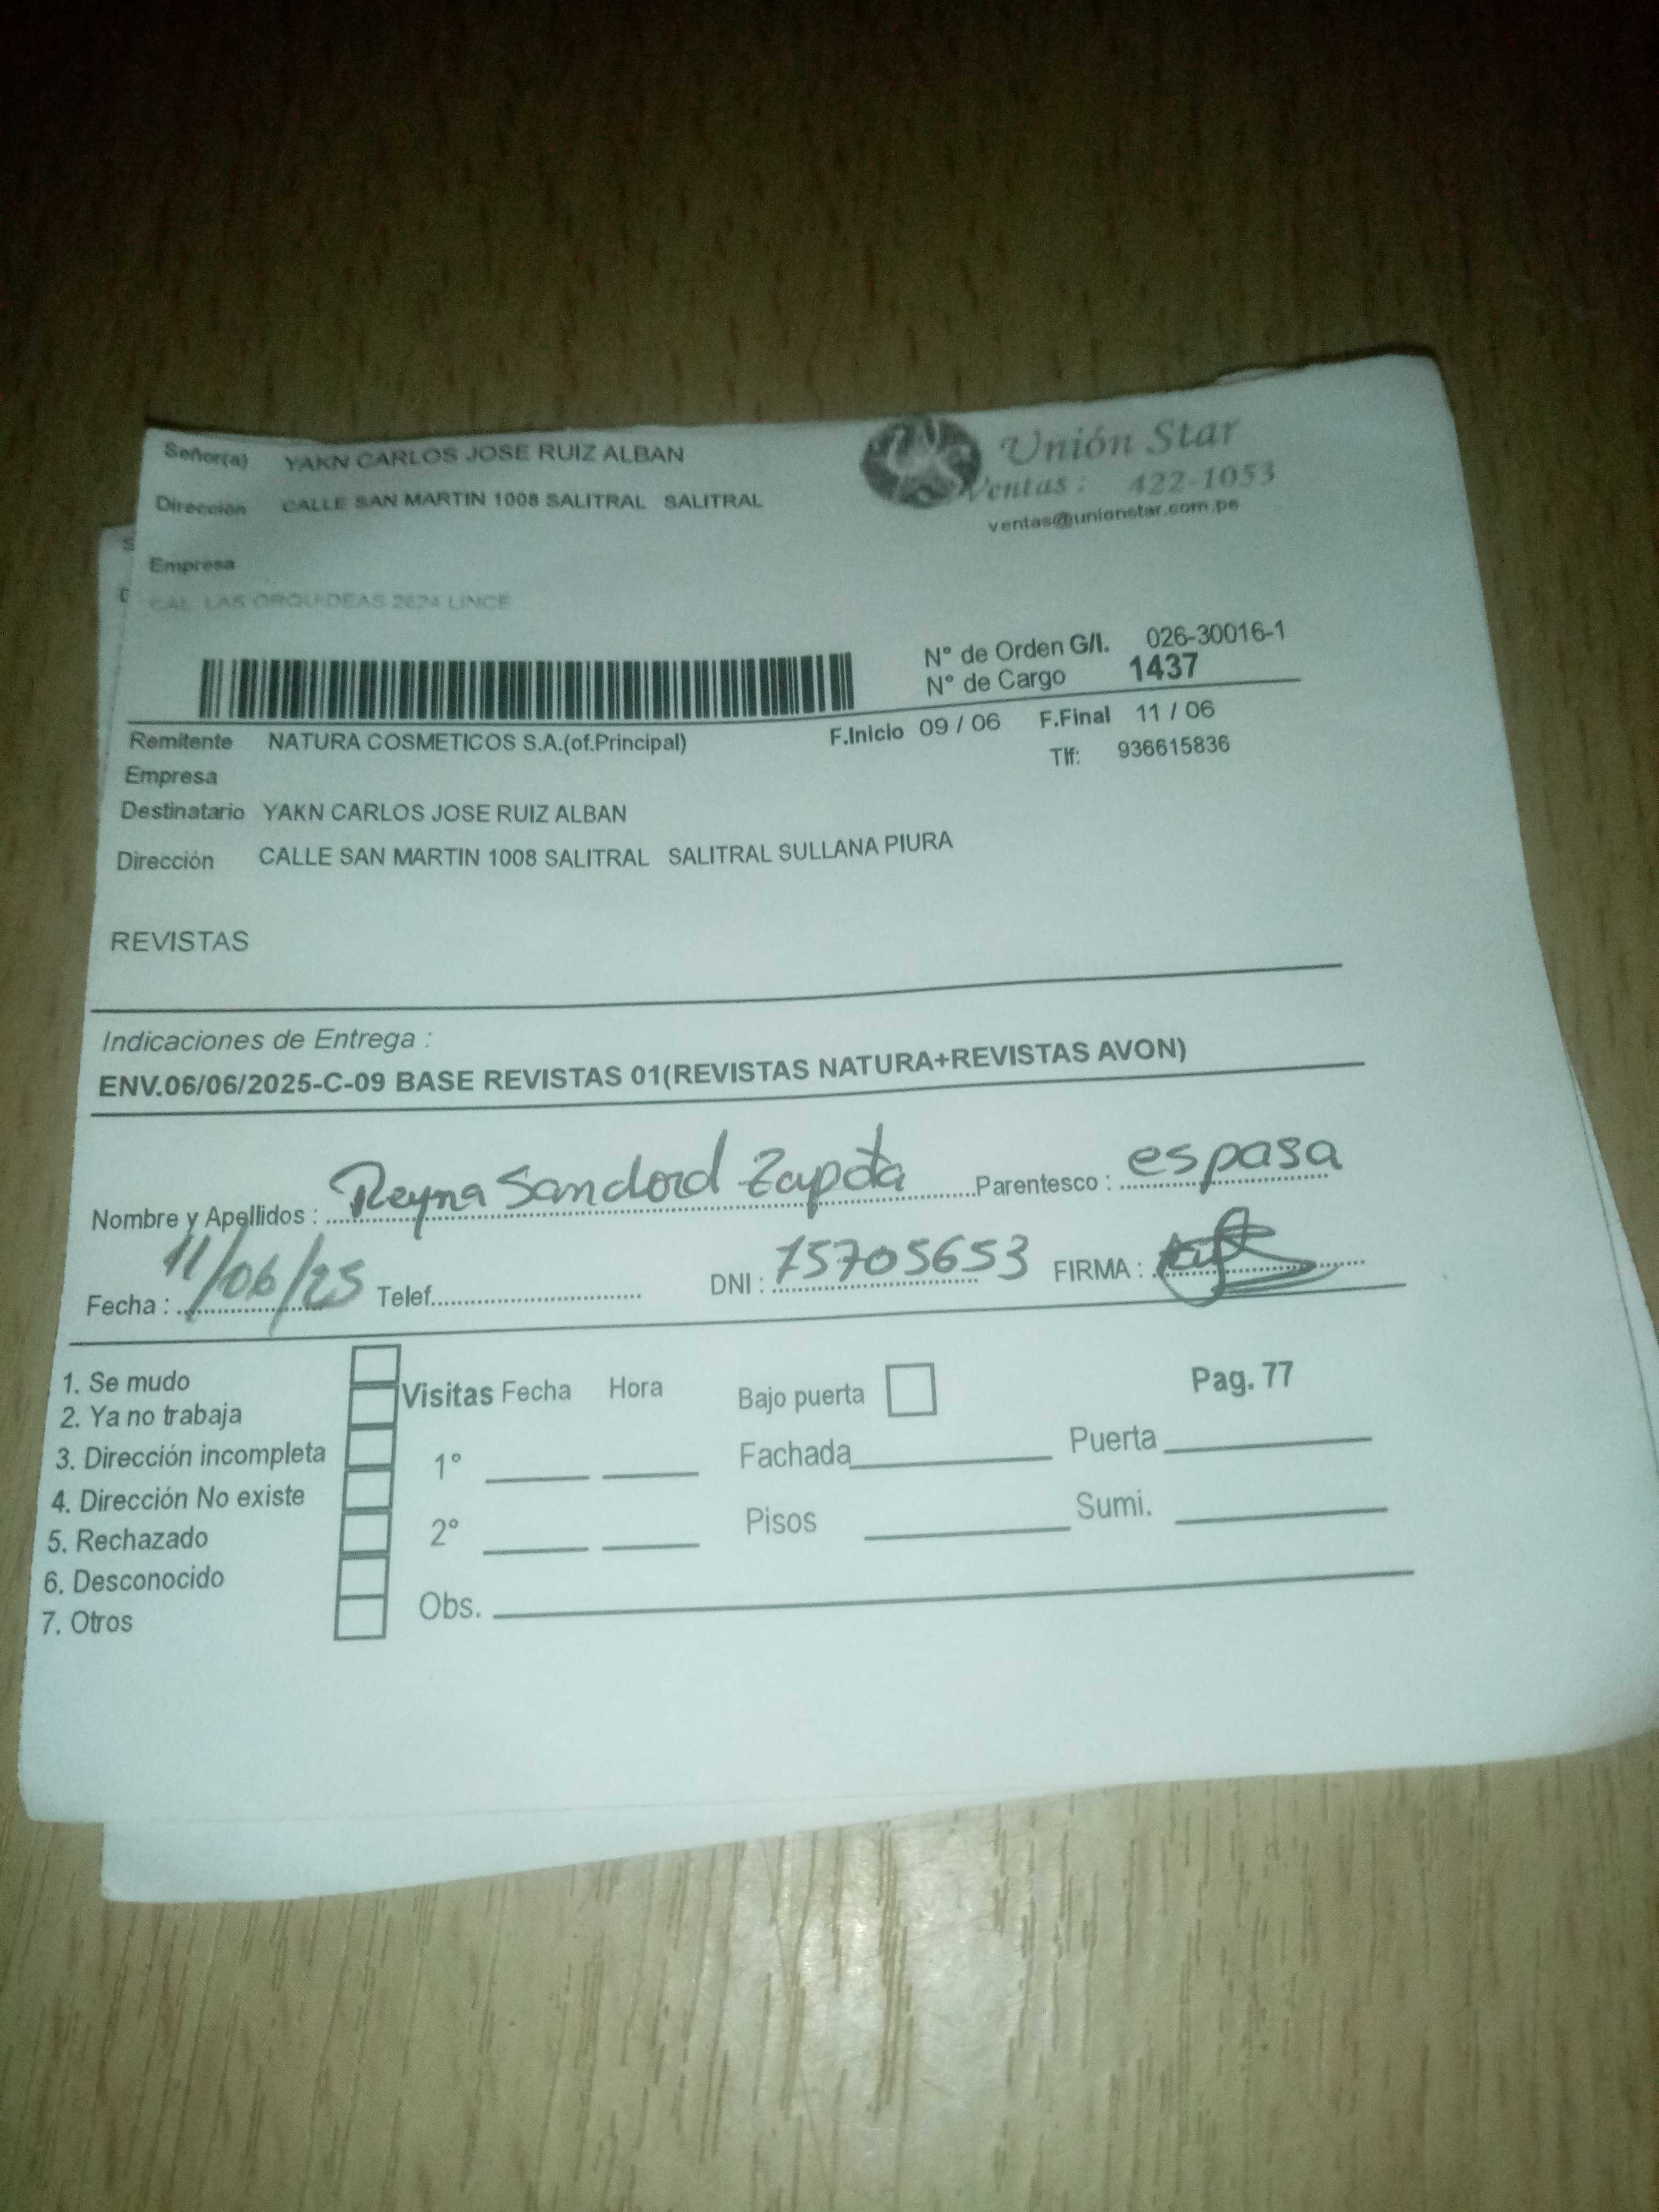 Señor(a) YAKN CARLOS JOSE RUIZ ALBAN
Dirección CALLE SAN MARTIN 1008 SALITRAL SALITRAL
Unión Star
Ventas: 422-1053
ventas@unionstar.com.pe
Empresa
CAL. LAS ORQUIDEAS 2624 LINCE
N° de Orden G/I. 026-30016-1
N° de Cargo 1437
Remitente NATURA COSMETICOS S.A.(of.Principal) F.Inicio 09 / 06 F.Final 11 / 06
Empresa Tlf: 936615836
Destinatario YAKN CARLOS JOSE RUIZ ALBAN
Dirección CALLE SAN MARTIN 1008 SALITRAL SALITRAL SULLANA PIURA
REVISTAS
Indicaciones de Entrega :
ENV.06/06/2025-C-09 BASE REVISTAS 01(REVISTAS NATURA+REVISTAS AVON)
Nombre y Apellidos : Reyna Zapata Parentesco : esposa
Fecha : 11/06/25 Telef. DNI : 75705653 FIRMA :
1. Se mudo
2. Ya no trabaja
3. Dirección incompleta
4. Dirección No existe
5. Rechazado
6. Desconocido
7. Otros
Visitas Fecha Hora Bajo puerta Pag. 77
1° Fachada Puerta
2° Pisos Sumi.
Obs.